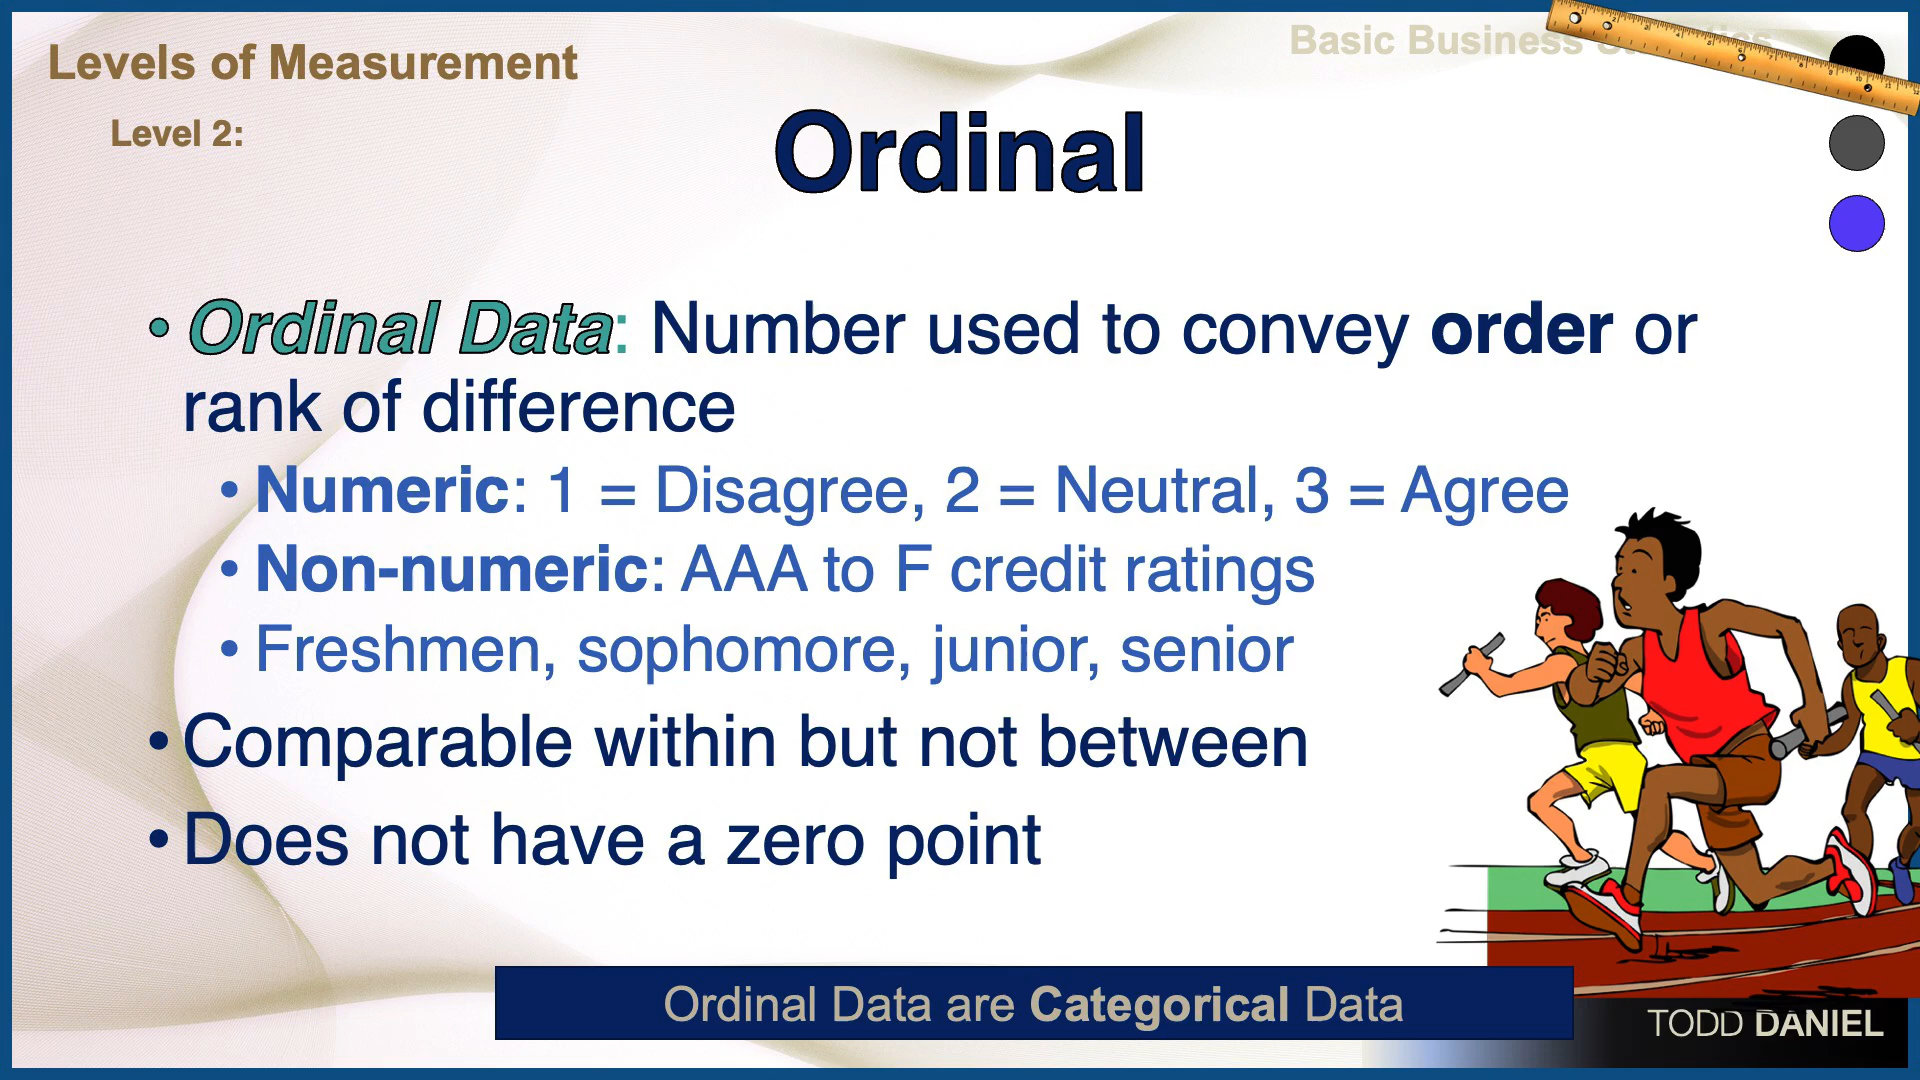 Levels of Measurement
Basic Business
Level 2:
Ordinal
• Ordinal Data: Number used to convey order or
rank of difference
• Numeric: 1 = Disagree, 2 = Neutral, 3 = Agree
• Non-numeric: AAA to F credit ratings
• Freshmen, sophomore, junior, senior
• Comparable within but not between
• Does not have a zero point
Ordinal Data are Categorical Data
TODD DANIEL